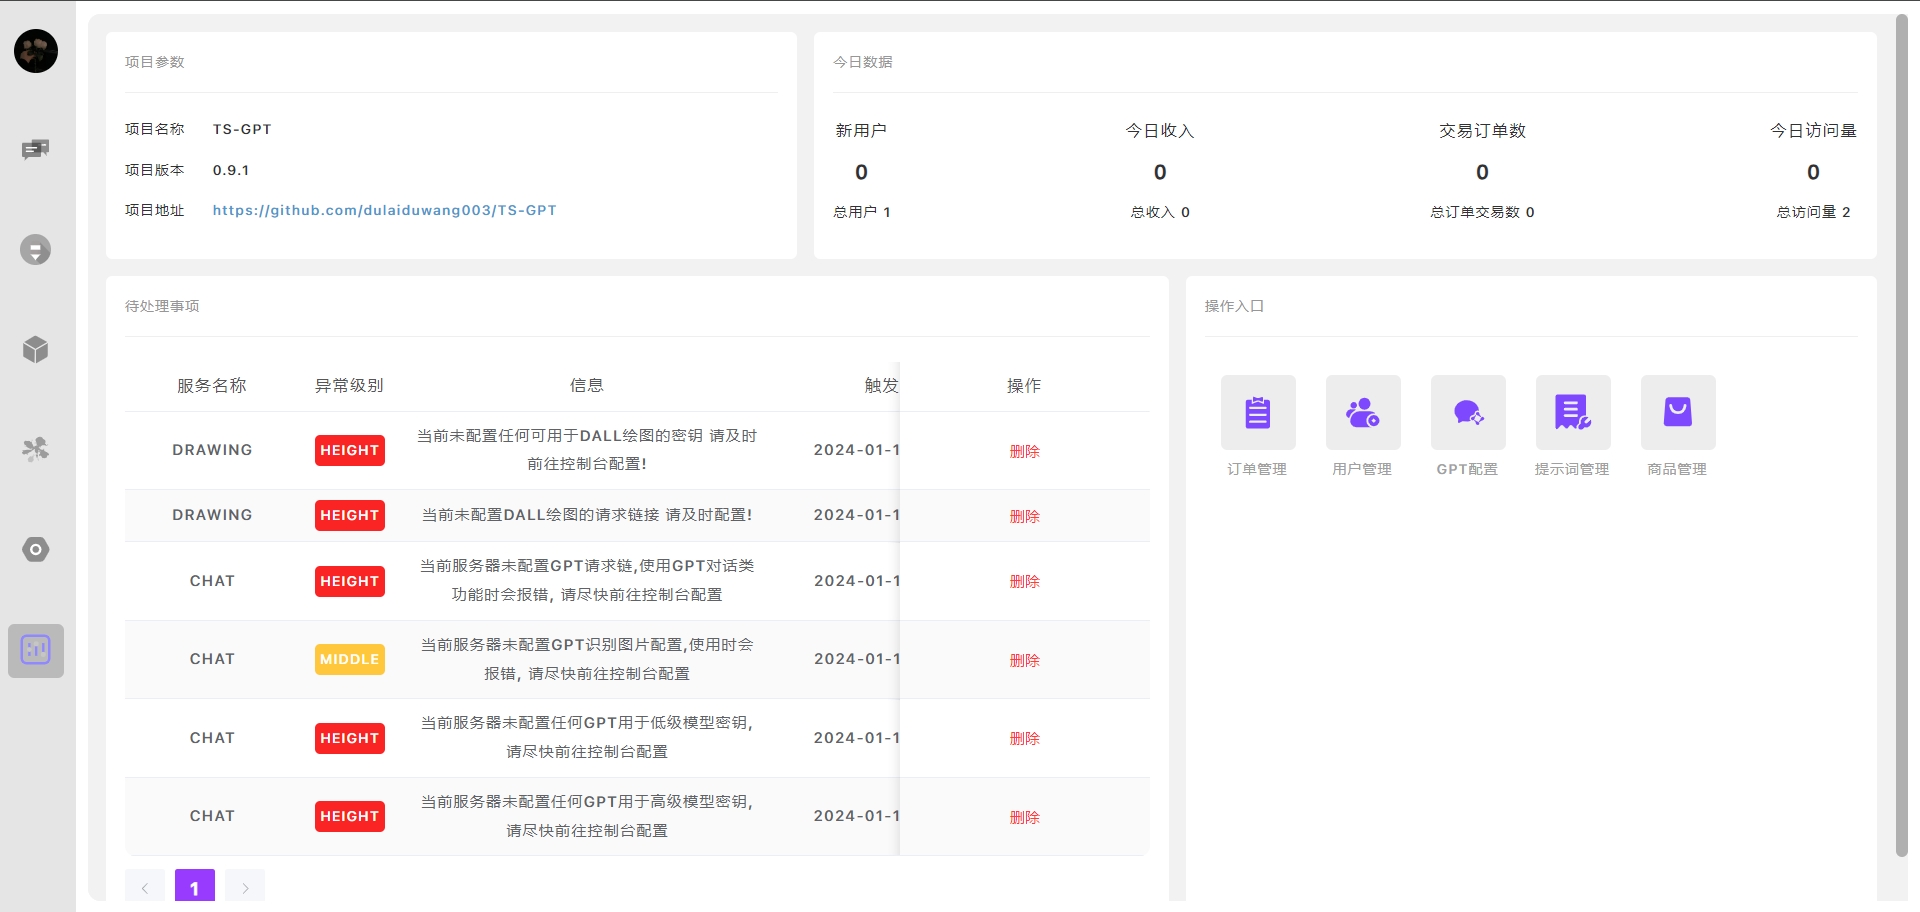 项目参数
项目名称 TS-GPT
项目版本 0.9.1
项目地址 https://github.com/dulaiduwang003/TS-GPT
今日数据
新用户 今日收入 交易订单数 今日访问量
0 0 0 0
总用户 1 总收入 0 总订单交易数 0 总访问量 2
待处理事项
服务名称 异常级别 信息 触发 操作
DRAWING HEIGHT 当前未配置任何可用于DALL绘图的密钥 请及时
前往控制台配置! 2024-01-1 删除
DRAWING HEIGHT 当前未配置DALL绘图的请求链接 请及时配置! 2024-01-1 删除
CHAT HEIGHT 当前服务器未配置GPT请求链,使用GPT对话类
功能时会报错, 请尽快前往控制台配置 2024-01-1 删除
CHAT MIDDLE 当前服务器未配置GPT识别图片配置,使用时会
报错, 请尽快前往控制台配置 2024-01-1 删除
CHAT HEIGHT 当前服务器未配置任何GPT用于低级模型密钥,
请尽快前往控制台配置 2024-01-1 删除
CHAT HEIGHT 当前服务器未配置任何GPT用于高级模型密钥,
请尽快前往控制台配置 2024-01-1 删除
1
操作入口
订单管理 用户管理 GPT配置 提示词管理 商品管理